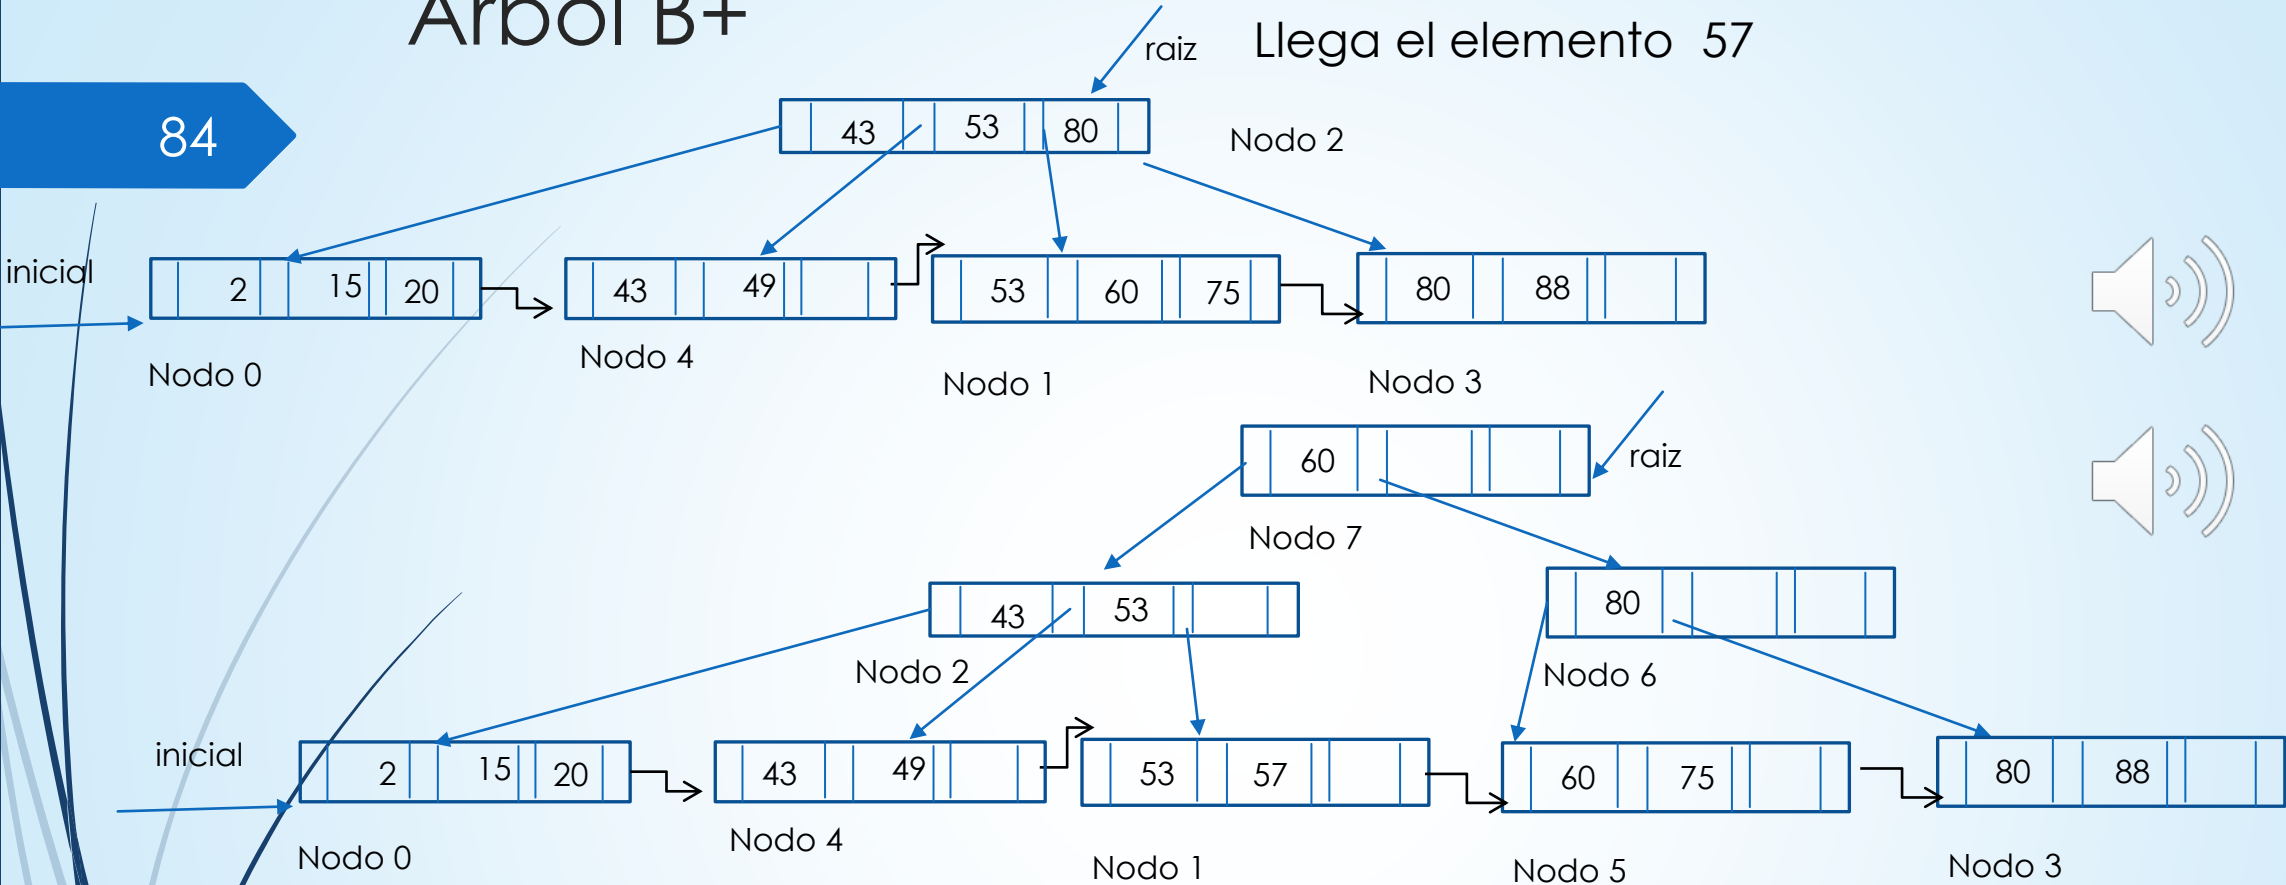 Árbol B+
Llega el elemento 57
84
raiz
43 53 80
Nodo 2
inicial
2 15 20
43 49
53 60 75
80 88
Nodo 0
Nodo 4
Nodo 1
Nodo 3
60
raiz
Nodo 7
43 53
80
Nodo 2
Nodo 6
inicial
2 15 20
43 49
53 57
60 75
80 88
Nodo 0
Nodo 4
Nodo 1
Nodo 5
Nodo 3